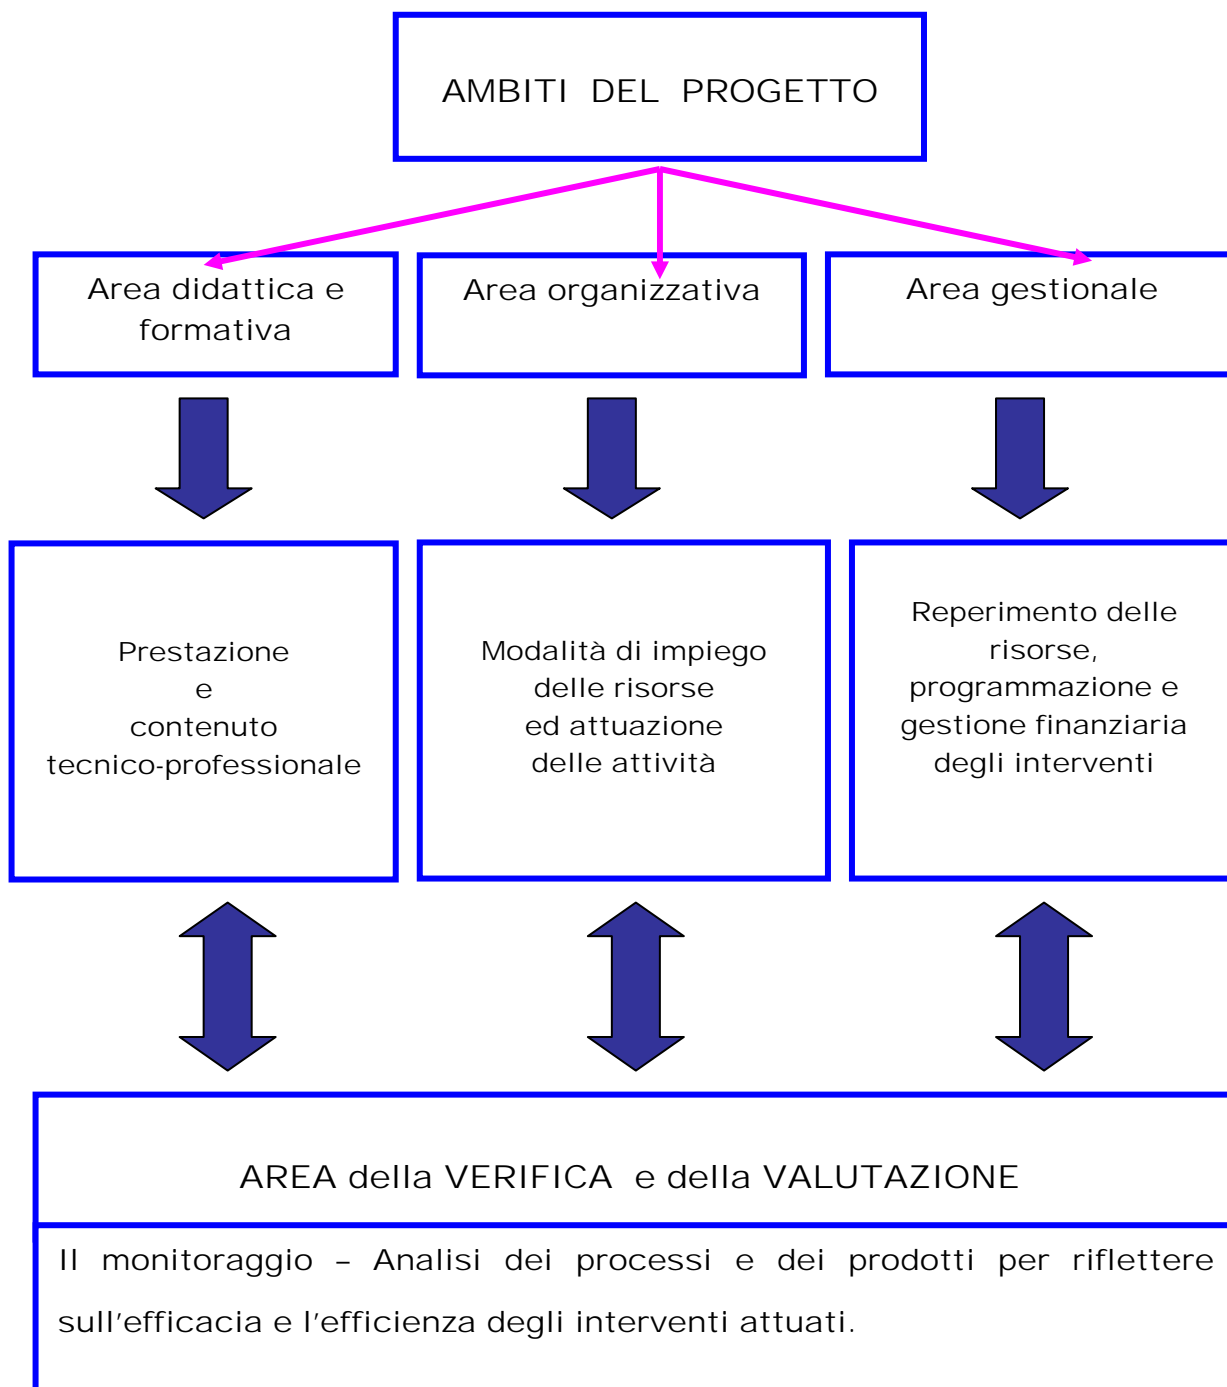 AMBITI DEL PROGETTO
Area didattica e
formativa
Area organizzativa
Area gestionale
Prestazione
e
contenuto
tecnico-professionale
Modalità di impiego
delle risorse
ed attuazione
delle attività
Reperimento delle
risorse,
programmazione e
gestione finanziaria
degli interventi
AREA della VERIFICA e della VALUTAZIONE
Il monitoraggio – Analisi dei processi e dei prodotti per riflettere
sull’efficacia e l’efficienza degli interventi attuati.